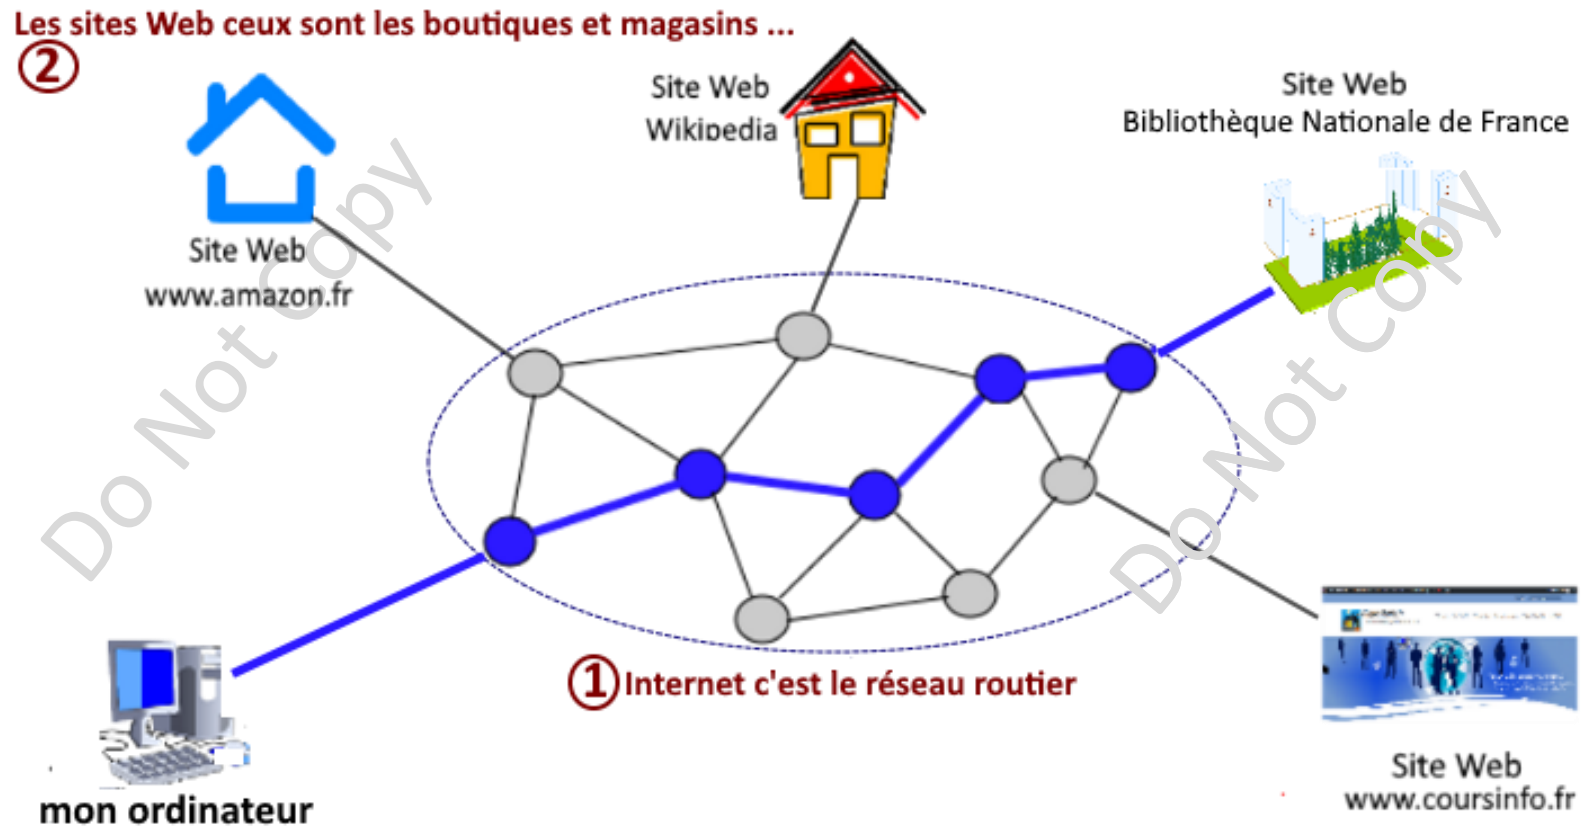 Les sites Web ceux sont les boutiques et magasins ...
2
Site Web
Wikipedia
Site Web
Bibliothèque Nationale de France
Site Web
www.amazon.fr
Do Not Copy
Do Not Copy
1 Internet c'est le réseau routier
mon ordinateur
Site Web
www.coursinfo.fr